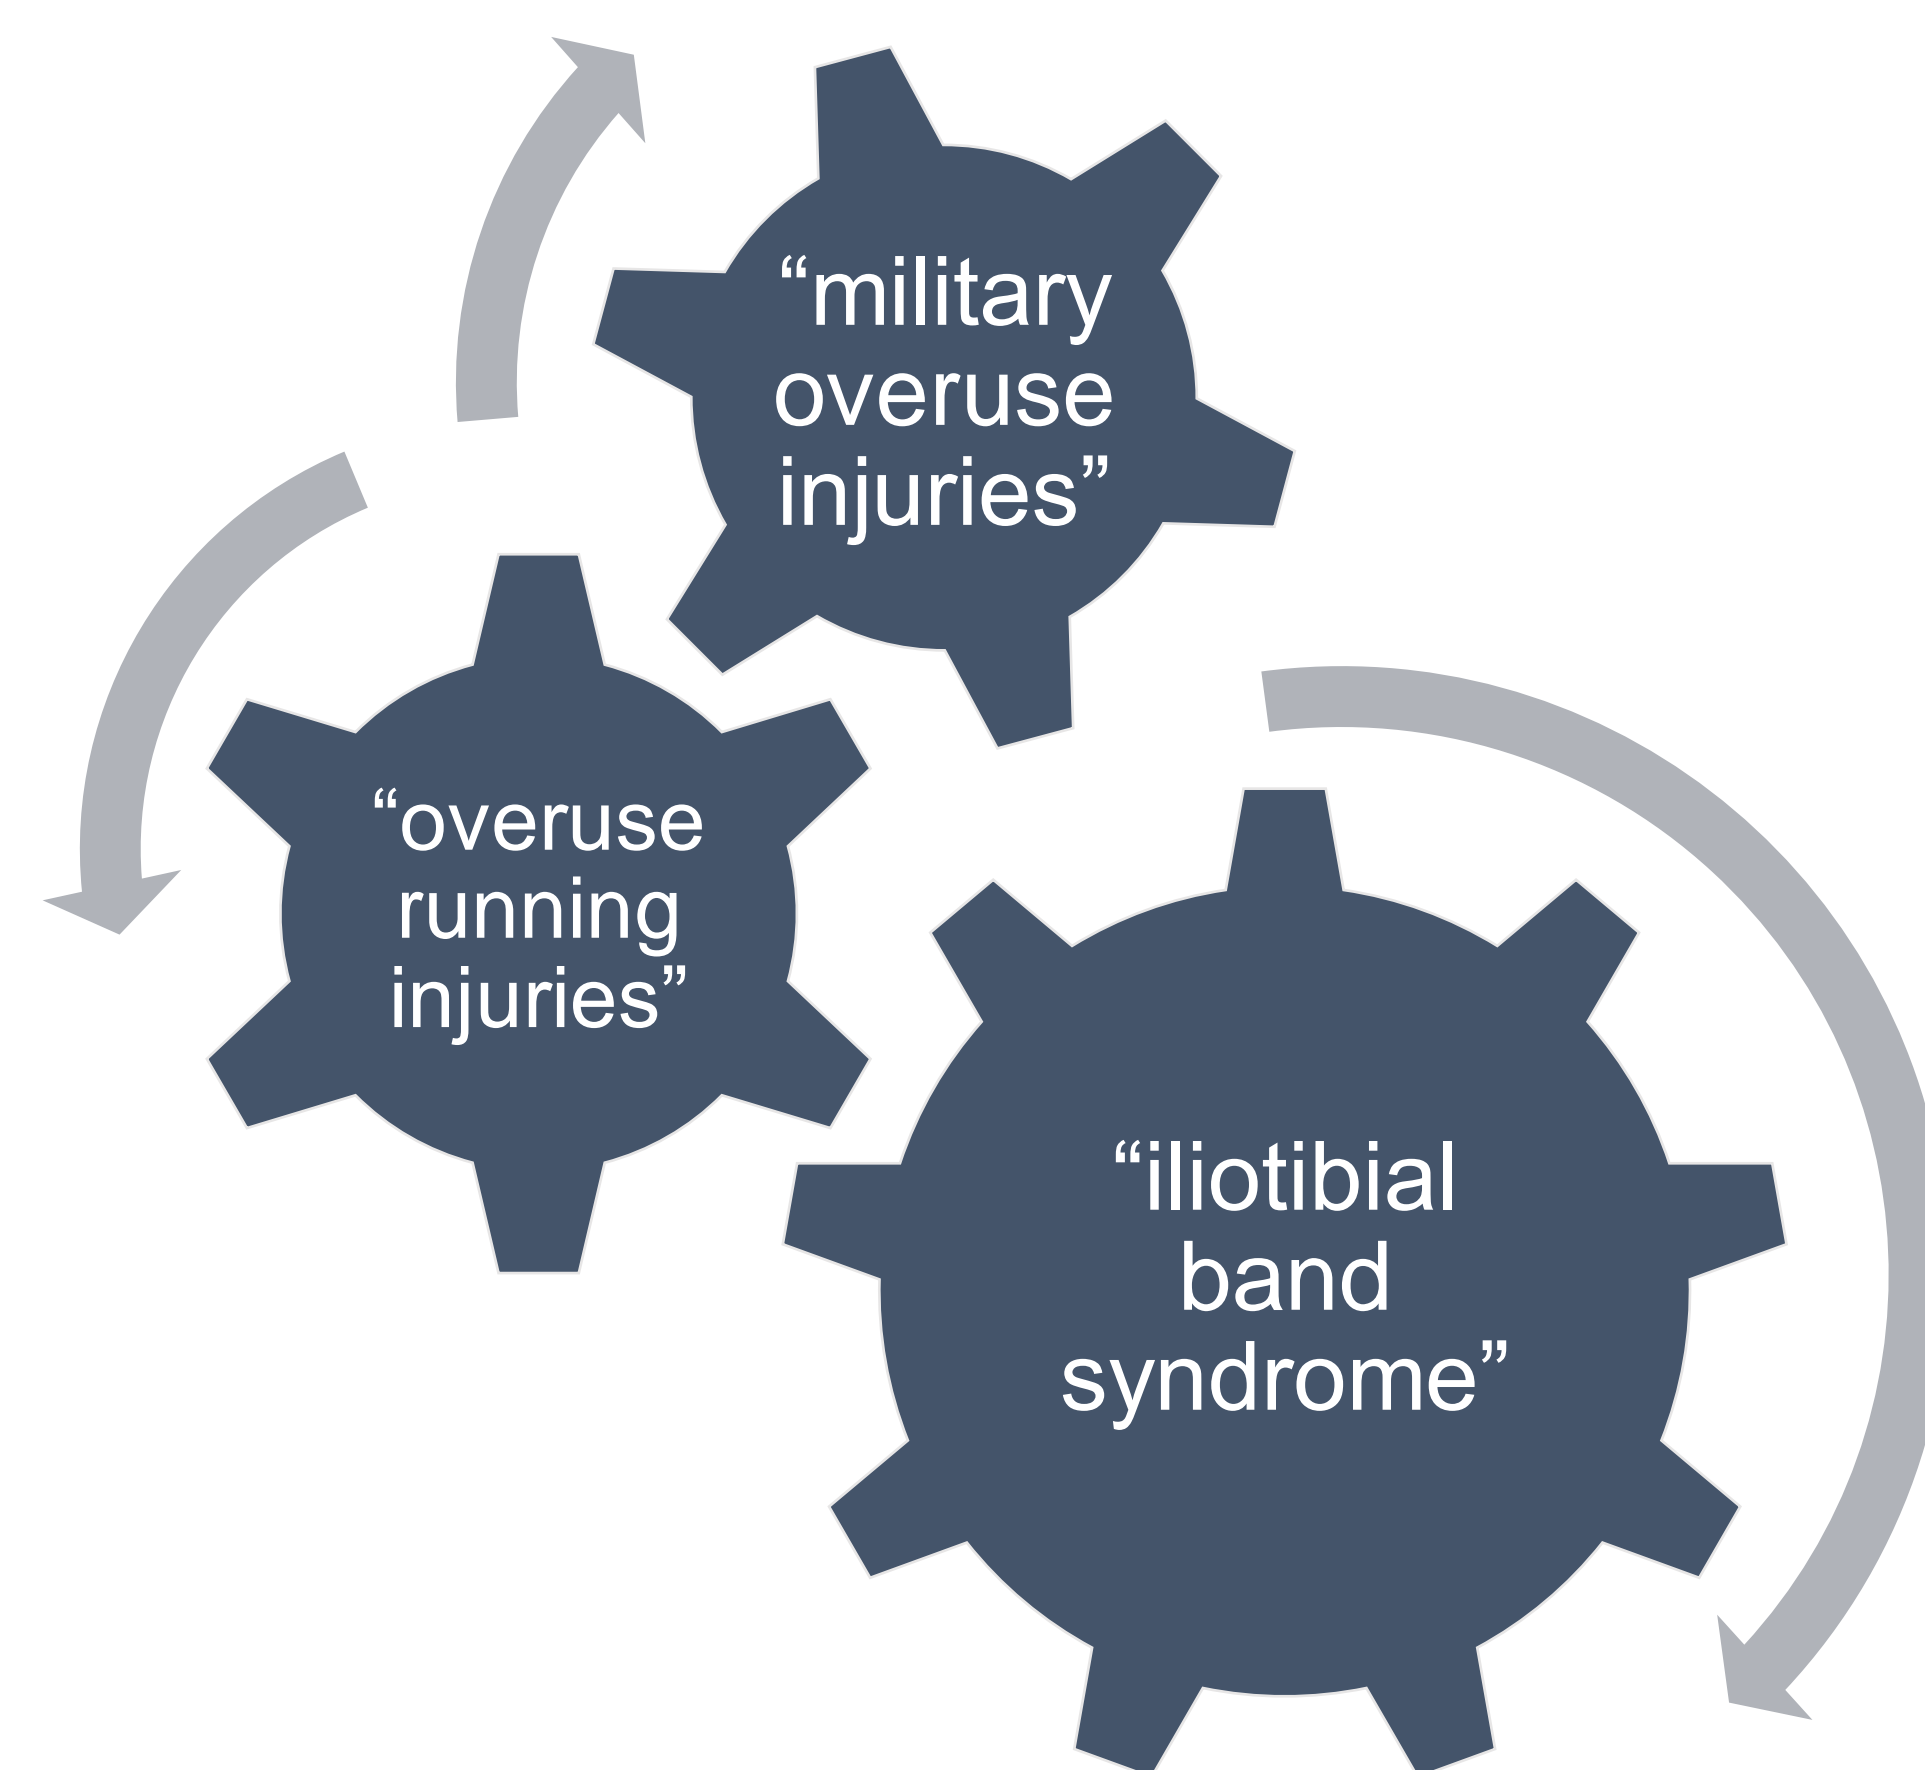 “military
overuse
injuries”
“overuse
running
injuries”
“iliotibial
band
syndrome”